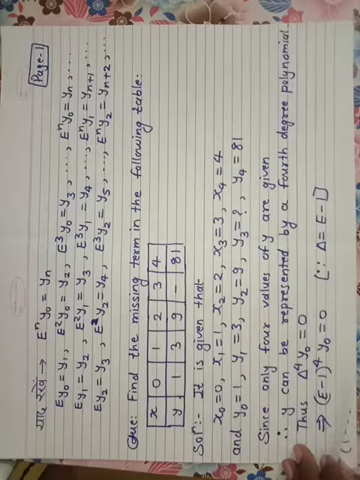 Page-1
याद रखें → Eⁿy₀ = yₙ
Ey₀ = y₁, E²y₀ = y₂, E³y₀ = y₃, ...., Eⁿy₀ = yₙ, ....
Ey₁ = y₂, E²y₁ = y₃, E³y₁ = y₄, ..., Eⁿy₁ = yₙ₊₁, ....
Ey₂ = y₃, E²y₂ = y₄, E³y₂ = y₅, ..., Eⁿy₂ = yₙ₊₂, ....
Que: Find the missing term in the following table:
x 0 1 2 3 4
y 1 3 9 - 81
Solⁿ:- It is given that-
x₀=0, x₁=1, x₂=2, x₃=3, x₄=4
and y₀=1, y₁=3, y₂=9, y₃=?, y₄=81
Since only four values of y are given
∴ y can be represented by a fourth degree polynomial.
Thus Δ⁴y₀ = 0
⇒ (E-1)⁴y₀ = 0 [∵ Δ = E-1]